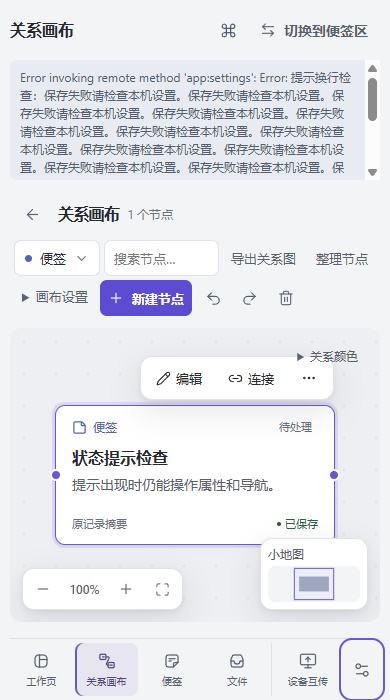 关系画布
切换到便签区
Error invoking remote method 'app:settings': Error: 提示换行检
查：保存失败请检查本机设置。保存失败请检查本机设置。保
存失败请检查本机设置。保存失败请检查本机设置。保存失败
请检查本机设置。保存失败请检查本机设置。保存失败请检查
本机设置。保存失败请检查本机设置。保存失败请检查本机设
置。保存失败请检查本机设置。保存失败请检查本机设置。保
关系画布 1 个节点
便签
搜索节点...
导出关系图
整理节点
画布设置
新建节点
关系颜色
编辑
连接
便签
待处理
状态提示检查
提示出现时仍能操作属性和导航。
原记录摘要
已保存
小地图
100%
工作页
关系画布
便签
文件
设备互传